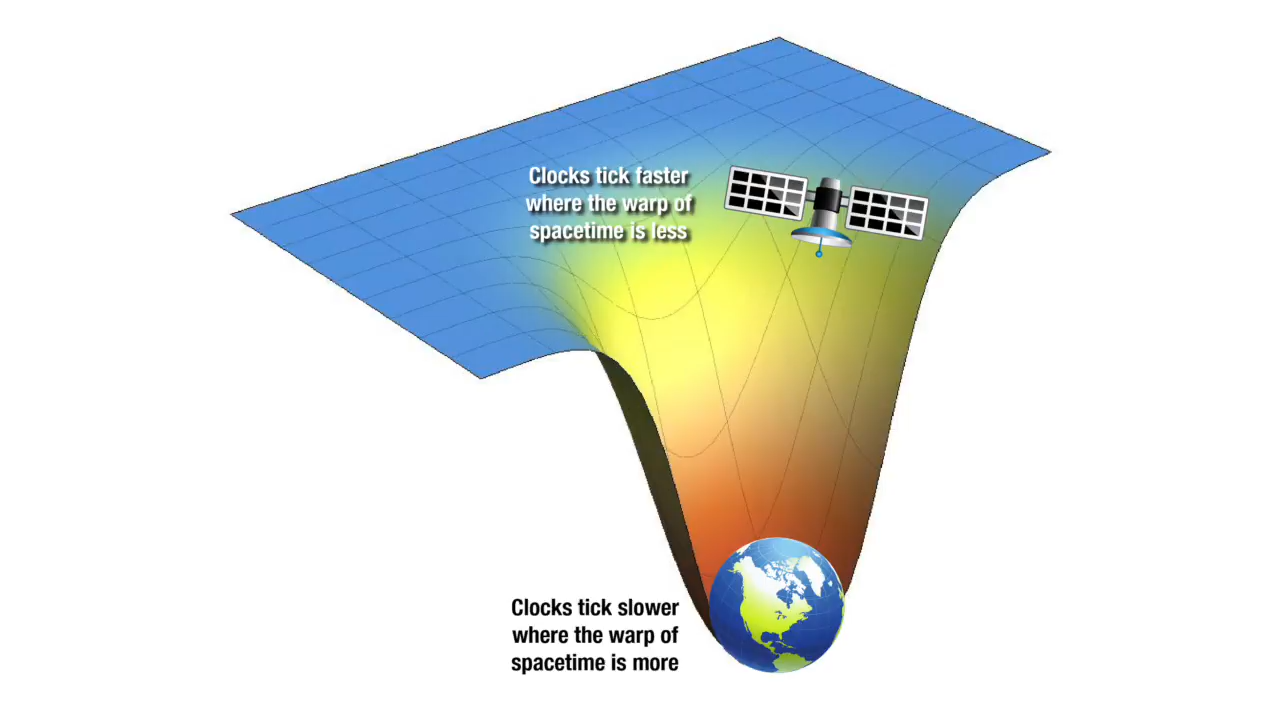 Clocks tick faster
where the warp of
spacetime is less
Clocks tick slower
where the warp of
spacetime is more